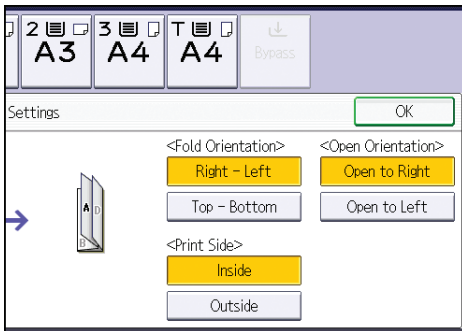 2 3 T
A3 A4 A4 Bypass
Settings OK
<Fold Orientation> <Open Orientation>
Right - Left Open to Right
A D
Top - Bottom Open to Left
B
<Print Side>
Inside
Outside